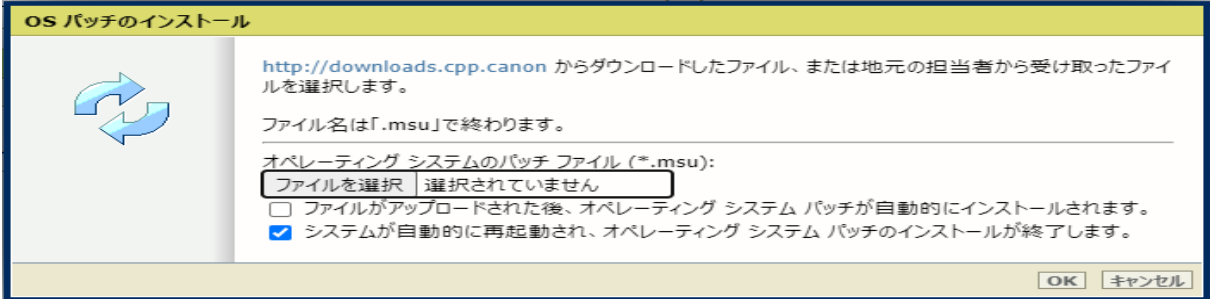 OS パッチのインストール
http://downloads.cpp.canon からダウンロードしたファイル、または地元の担当者から受け取ったファイ
ルを選択します。
ファイル名は「.msu」で終わります。
オペレーティング システムのパッチ ファイル (*.msu):
ファイルを選択 選択されていません
ファイルがアップロードされた後、オペレーティング システム パッチが自動的にインストールされます。
システムが自動的に再起動され、オペレーティング システム パッチのインストールが終了します。
OK キャンセル